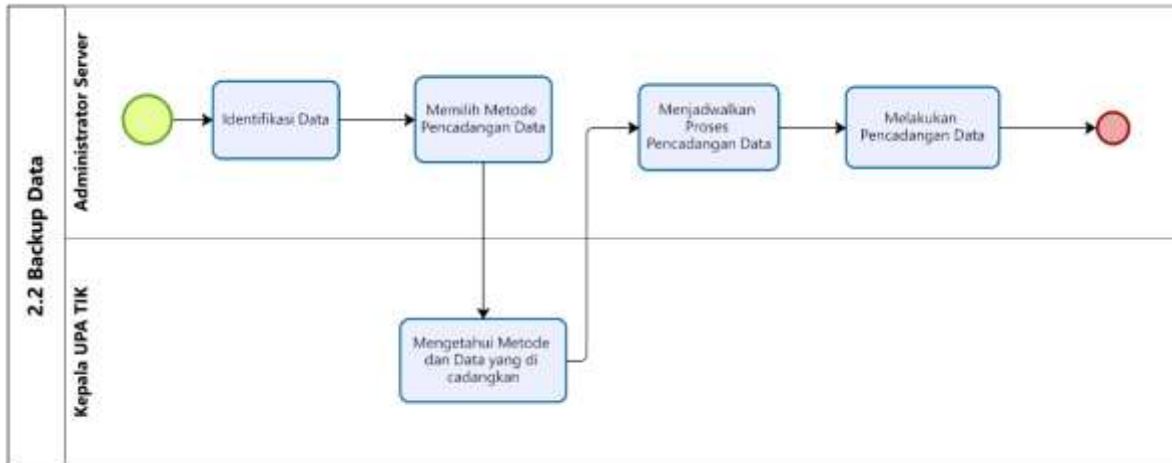 2.2 Backup Data
Administrator Server
Identifikasi Data
Memilih Metode
Pencadangan Data
Menjadwalkan
Proses
Pencadangan Data
Melakukan
Pencadangan Data
Kepala UPA TIK
Mengetahui Metode
dan Data yang di
cadangkan